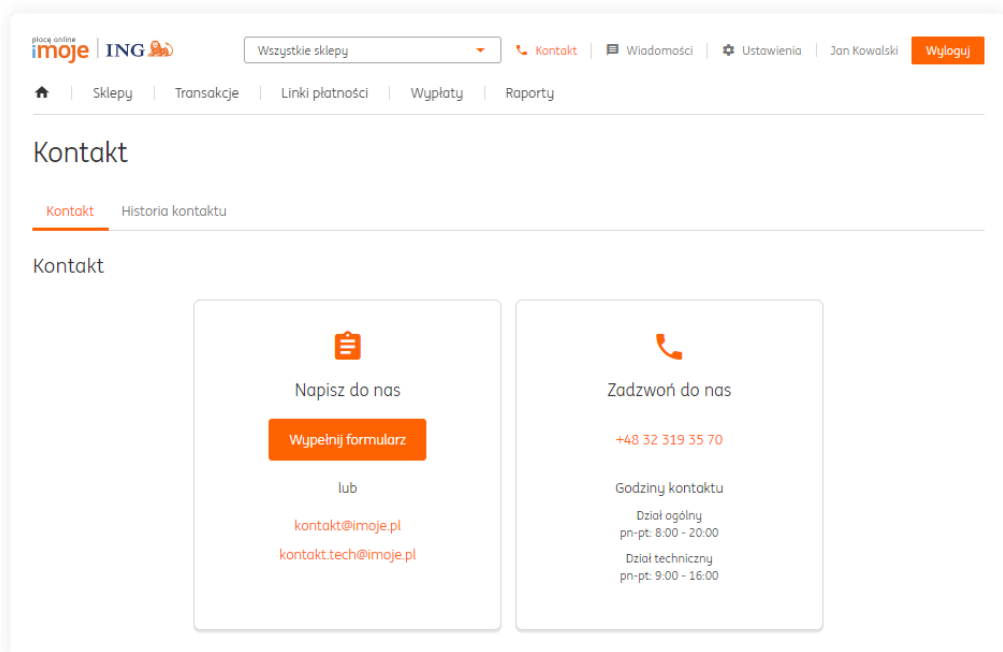 płacę online
imoje ING
Wszystkie sklepy
Kontakt
Wiadomości
Ustawienia
Jan Kowalski
Wyloguj
Sklepy
Transakcje
Linki płatności
Wypłaty
Raporty
Kontakt
Kontakt
Historia kontaktu
Kontakt
Napisz do nas
Wypełnij formularz
lub
kontakt@imoje.pl
kontakt.tech@imoje.pl
Zadzwoń do nas
+48 32 319 35 70
Godziny kontaktu
Dział ogólny
pn-pt: 8:00 - 20:00
Dział techniczny
pn-pt: 9:00 - 16:00